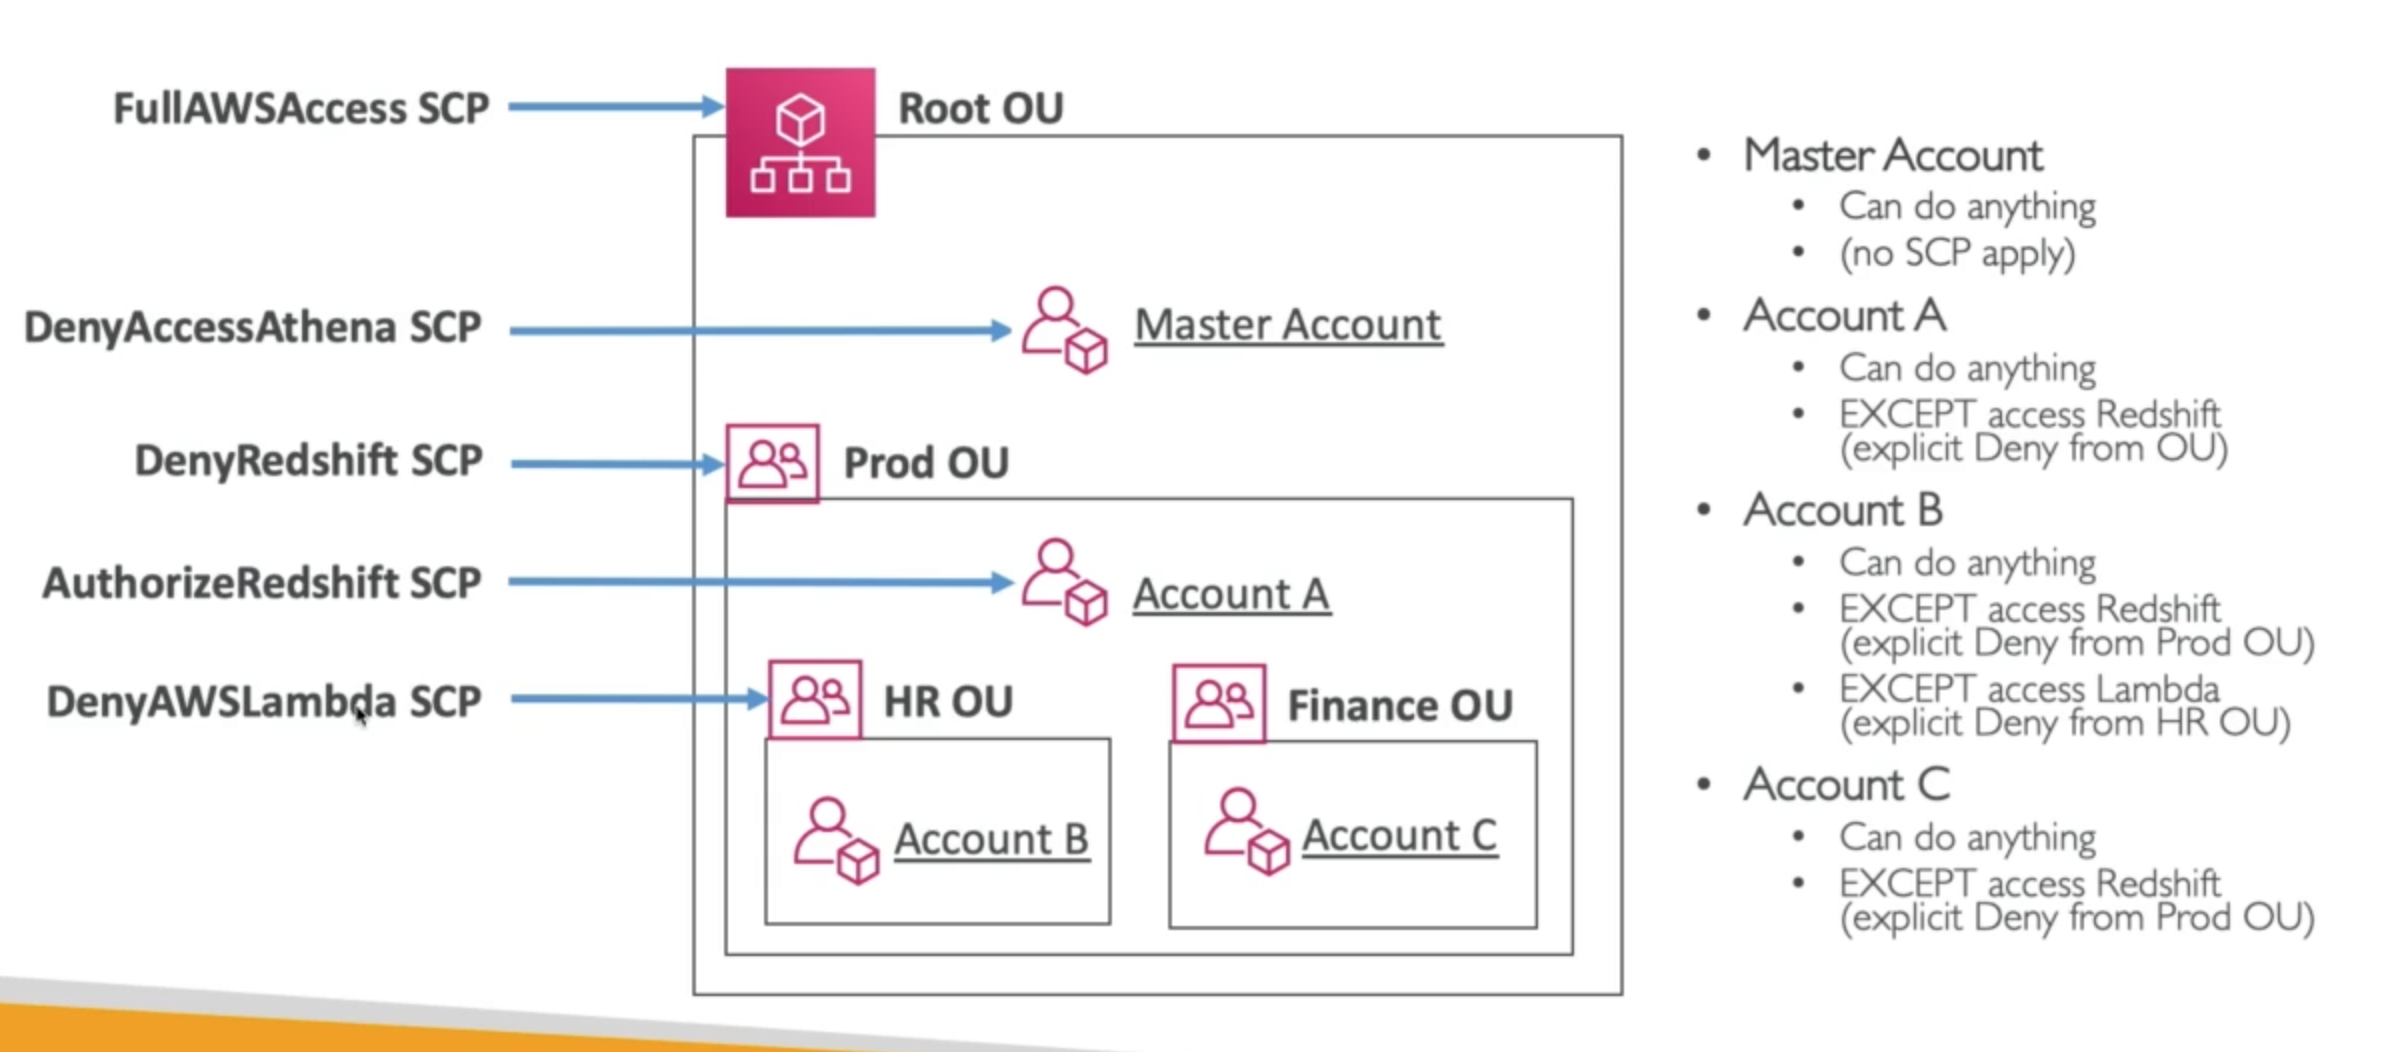 FullAWSAccess SCP
Root OU
DenyAccessAthena SCP
Master Account
DenyRedshift SCP
Prod OU
AuthorizeRedshift SCP
Account A
DenyAWSLambda SCP
HR OU
Finance OU
Account B
Account C
• Master Account
• Can do anything
• (no SCP apply)
• Account A
• Can do anything
• EXCEPT access Redshift
(explicit Deny from OU)
• Account B
• Can do anything
• EXCEPT access Redshift
(explicit Deny from Prod OU)
• EXCEPT access Lambda
(explicit Deny from HR OU)
• Account C
• Can do anything
• EXCEPT access Redshift
(explicit Deny from Prod OU)